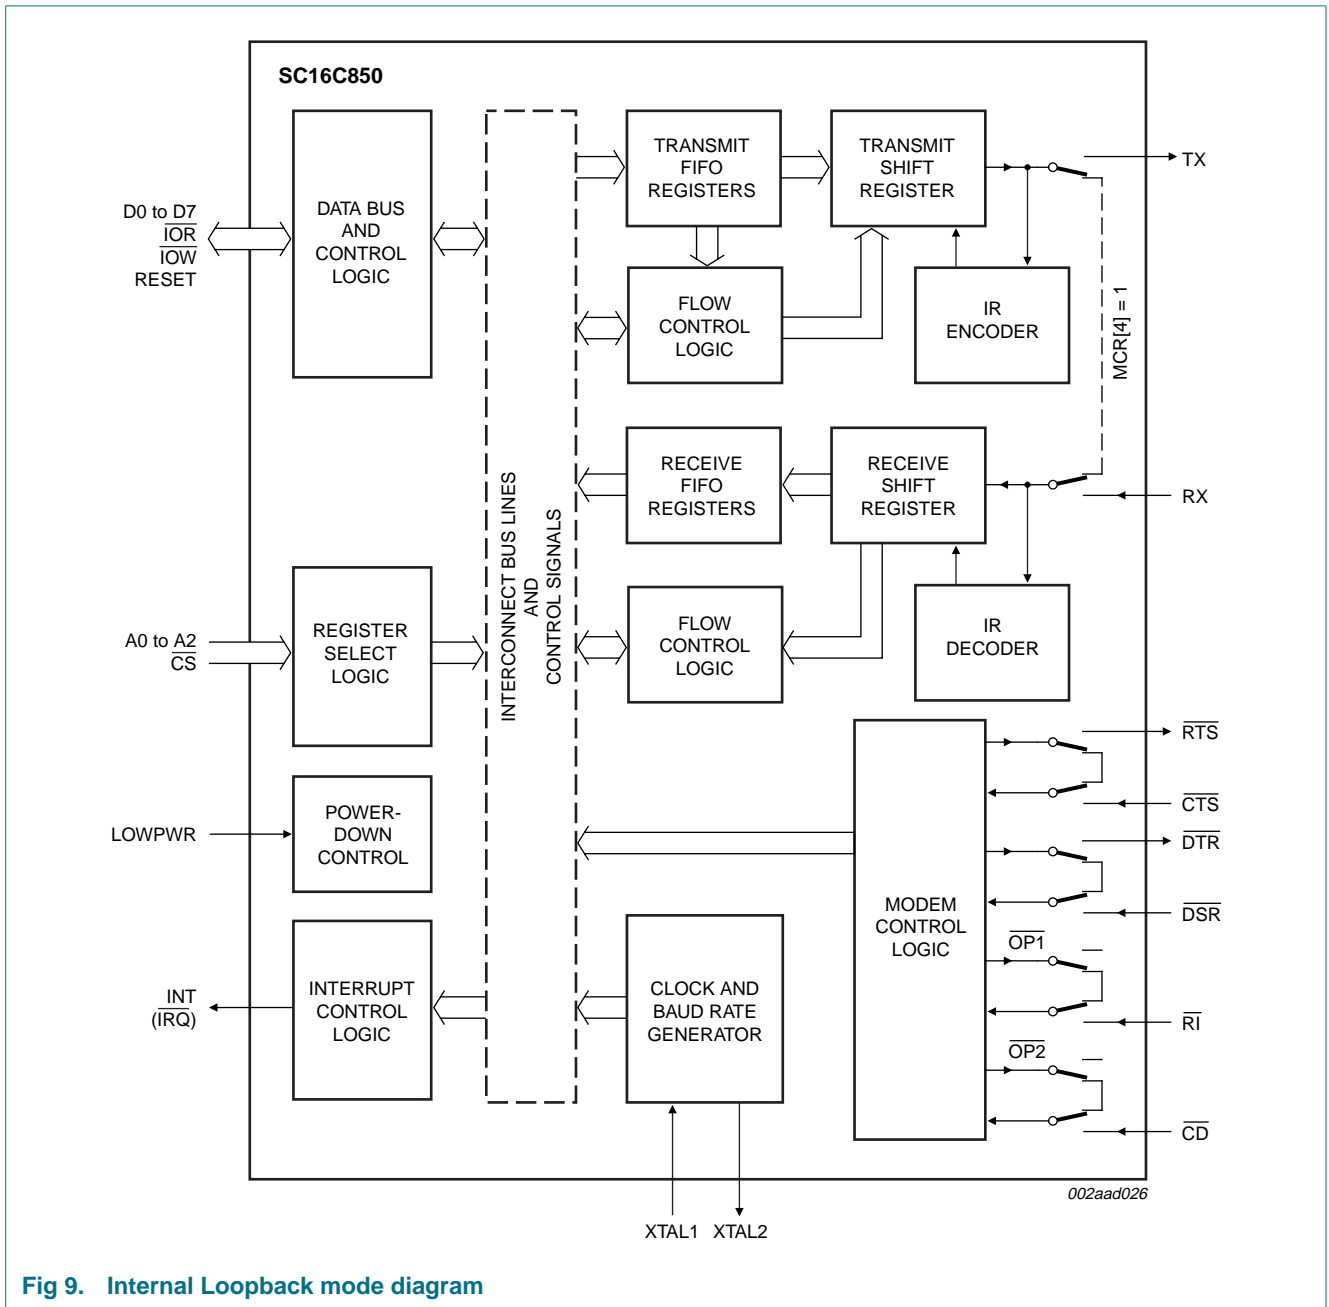 SC16C850
D0 to D7
IOR
IOW
RESET
DATA BUS
AND
CONTROL
LOGIC
TRANSMIT
FIFO
REGISTERS
TRANSMIT
SHIFT
REGISTER
TX
FLOW
CONTROL
LOGIC
IR
ENCODER
MCR[4] = 1
INTERCONNECT BUS LINES
AND
CONTROL SIGNALS
RECEIVE
FIFO
REGISTERS
RECEIVE
SHIFT
REGISTER
RX
A0 to A2
CS
REGISTER
SELECT
LOGIC
FLOW
CONTROL
LOGIC
IR
DECODER
LOWPWR
POWER-
DOWN
CONTROL
MODEM
CONTROL
LOGIC
RTS
CTS
DTR
DSR
OP1
RI
OP2
CD
INT
(IRQ)
INTERRUPT
CONTROL
LOGIC
CLOCK AND
BAUD RATE
GENERATOR
XTAL1 XTAL2
002aad026
Fig 9. Internal Loopback mode diagram